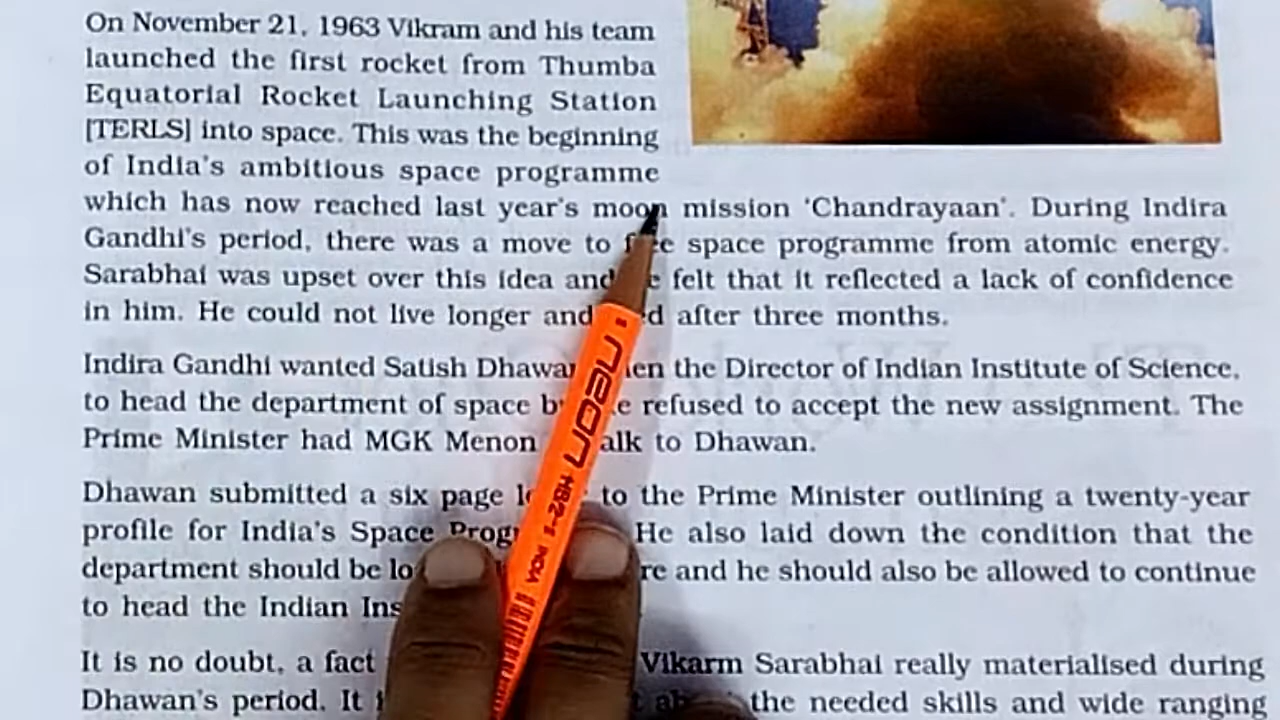 On November 21, 1963 Vikram and his team
launched the first rocket from Thumba
Equatorial Rocket Launching Station
[TERLS] into space. This was the beginning
of India's ambitious space programme
which has now reached last year's moon mission 'Chandrayaan'. During Indira
Gandhi's period, there was a move to free space programme from atomic energy.
Sarabhai was upset over this idea and felt that it reflected a lack of confidence
in him. He could not live longer and after three months.
Indira Gandhi wanted Satish Dhawan the Director of Indian Institute of Science,
to head the department of space refused to accept the new assignment. The
Prime Minister had MGK Menon talk to Dhawan.
Dhawan submitted a six page to the Prime Minister outlining a twenty-year
profile for India's Space He also laid down the condition that the
department should be and he should also be allowed to continue
to head the Indian
It is no doubt, a fact Vikarm Sarabhai really materialised during
Dhawan's period. It the needed skills and wide ranging
neon
HB2-1 POIA